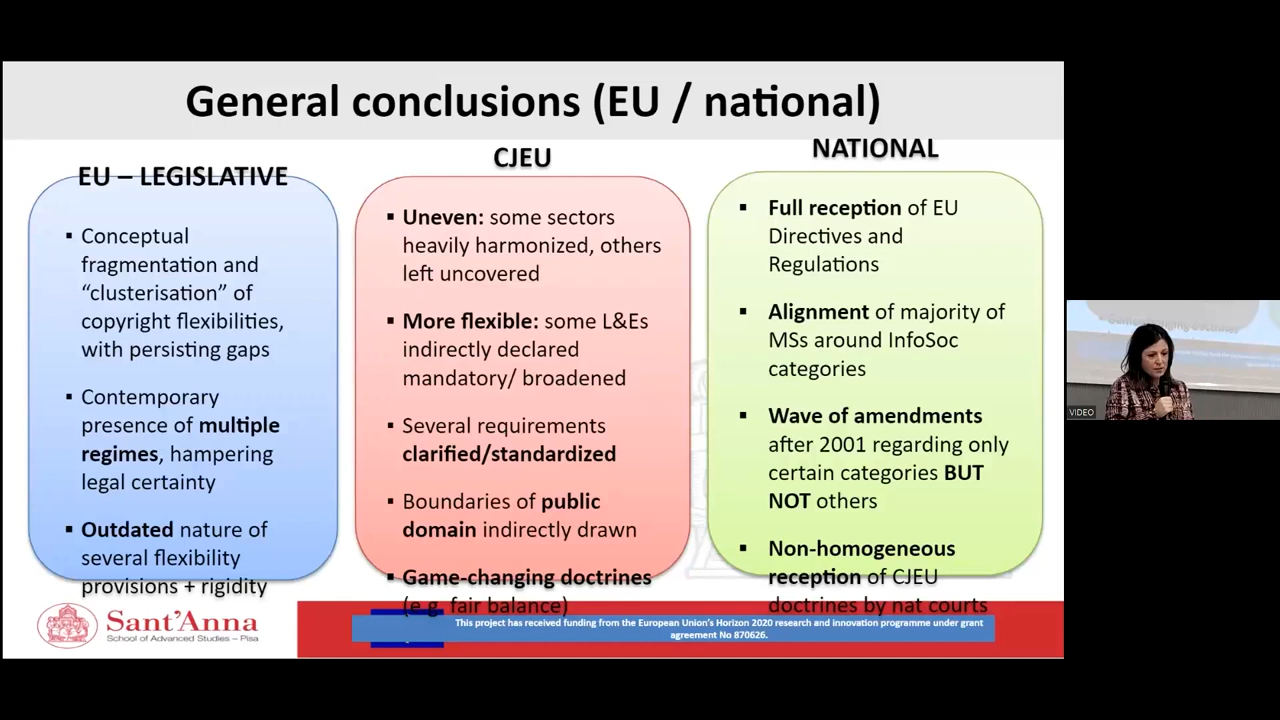 General conclusions (EU / national)
EU – LEGISLATIVE
▪ Conceptual
fragmentation and
“clusterisation” of
copyright flexibilities,
with persisting gaps
▪ Contemporary
presence of multiple
regimes, hampering
legal certainty
▪ Outdated nature of
several flexibility
provisions + rigidity
CJEU
▪ Uneven: some sectors
heavily harmonized, others
left uncovered
▪ More flexible: some L&Es
indirectly declared
mandatory/ broadened
▪ Several requirements
clarified/standardized
▪ Boundaries of public
domain indirectly drawn
▪ Game-changing doctrines
(e.g. fair balance)
NATIONAL
▪ Full reception of EU
Directives and
Regulations
▪ Alignment of majority of
MSs around InfoSoc
categories
▪ Wave of amendments
after 2001 regarding only
certain categories BUT
NOT others
▪ Non-homogeneous
reception of CJEU
doctrines by nat courts
Sant'Anna
School of Advanced Studies – Pisa
This project has received funding from the European Union's Horizon 2020 research and innovation programme under grant
agreement No 870626.
VIDEO